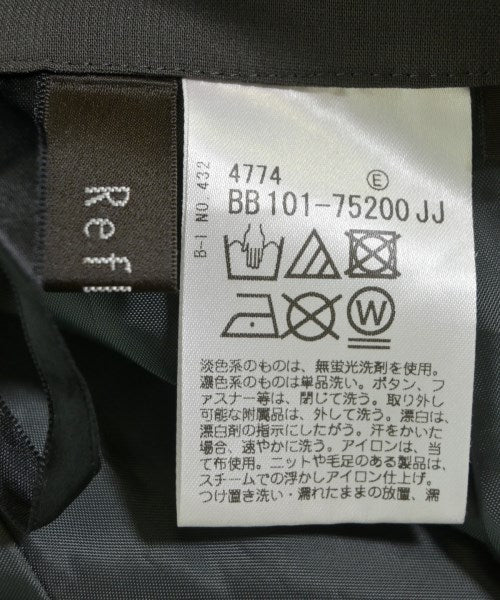 Refl
B-1 NO. 432
4774 E
BB101-75200JJ
W
淡色系のものは、無蛍光洗剤を使用。
濃色系のものは単品洗い。ボタン、フ
ァスナー等は、閉じて洗う。取り外し
可能な附属品は、外して洗う。漂白は、
漂白剤の指示にしたがう。汗をかいた
場合、速やかに洗う。アイロンは、当
て布使用。ニットや毛足のある製品は、
スチームでの浮かしアイロン仕上げ。
つけ置き洗い・濡れたままの放置、濡